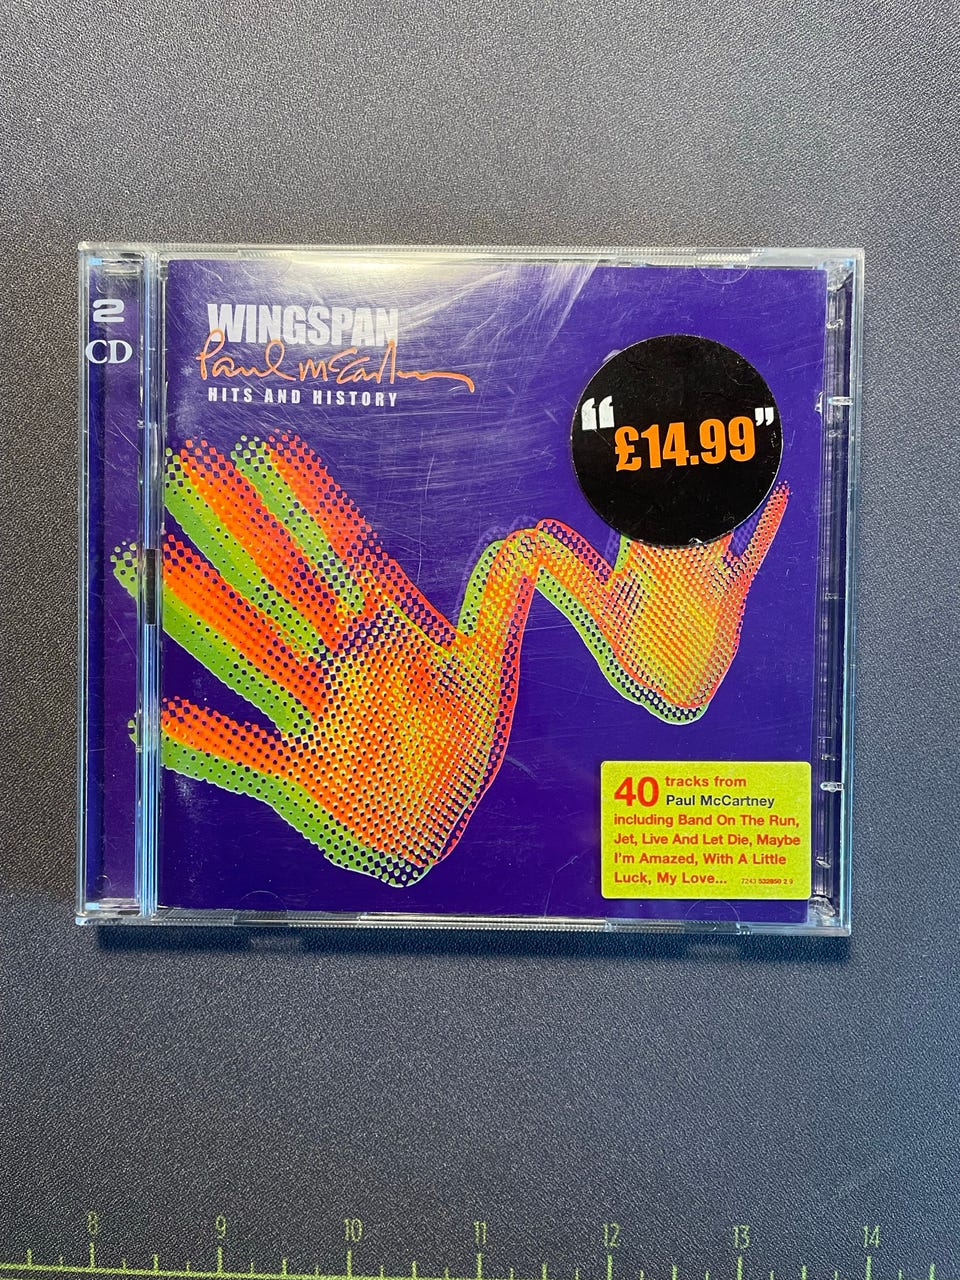 2
CD
WINGSPAN
Paul McCartney
HITS AND HISTORY
“£14.99”
40 tracks from
Paul McCartney
including Band On The Run,
Jet, Live And Let Die, Maybe
I'm Amazed, With A Little
Luck, My Love...
7243 532850 2 9
8 9 10 11 12 13 14